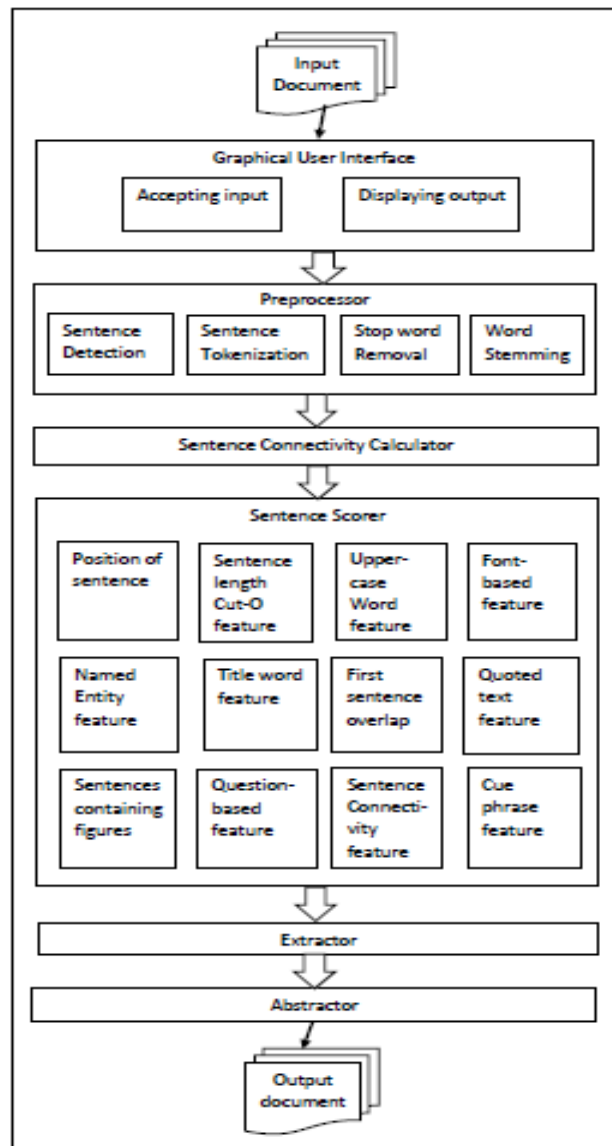 Input
Document
Graphical User Interface
Accepting input
Displaying output
Preprocessor
Sentence
Detection
Sentence
Tokenization
Stop word
Removal
Word
Stemming
Sentence Connectivity Calculator
Sentence Scorer
Position of
sentence
Sentence
length
Cut-O
feature
Upper-
case
Word
feature
Font-
based
feature
Named
Entity
feature
Title word
feature
First
sentence
overlap
Quoted
text
feature
Sentences
containing
figures
Question-
based
feature
Sentence
Connecti-
vity
feature
Cue
phrase
feature
Extractor
Abstractor
Output
document